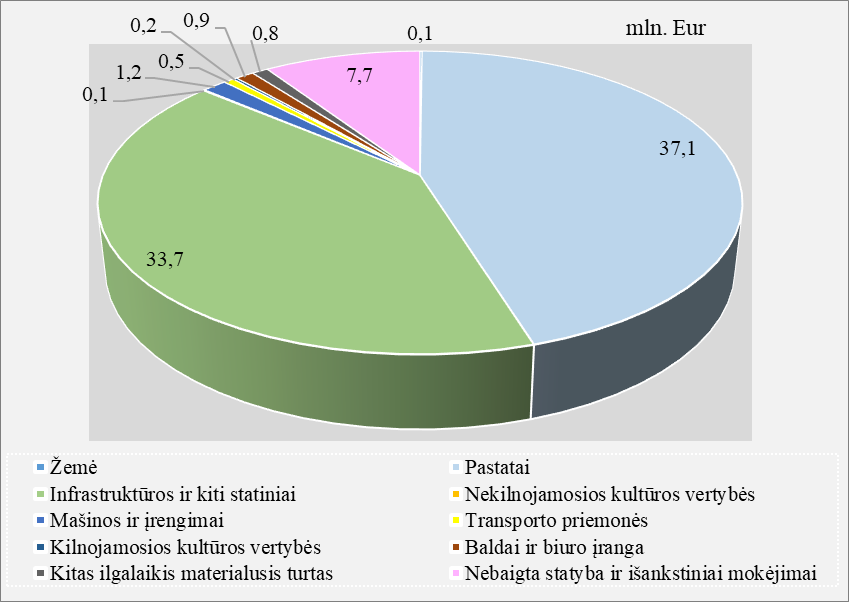 0,9
0,1
mln. Eur
0,2
0,8
0,5
7,7
1,2
0,1
37,1
33,7
Žemė
Pastatai
Infrastruktūros ir kiti statiniai
Nekilnojamosios kultūros vertybės
Mašinos ir įrengimai
Transporto priemonės
Kilnojamosios kultūros vertybės
Baldai ir biuro įranga
Kitas ilgalaikis materialusis turtas
Nebaigta statyba ir išankstiniai mokėjimai